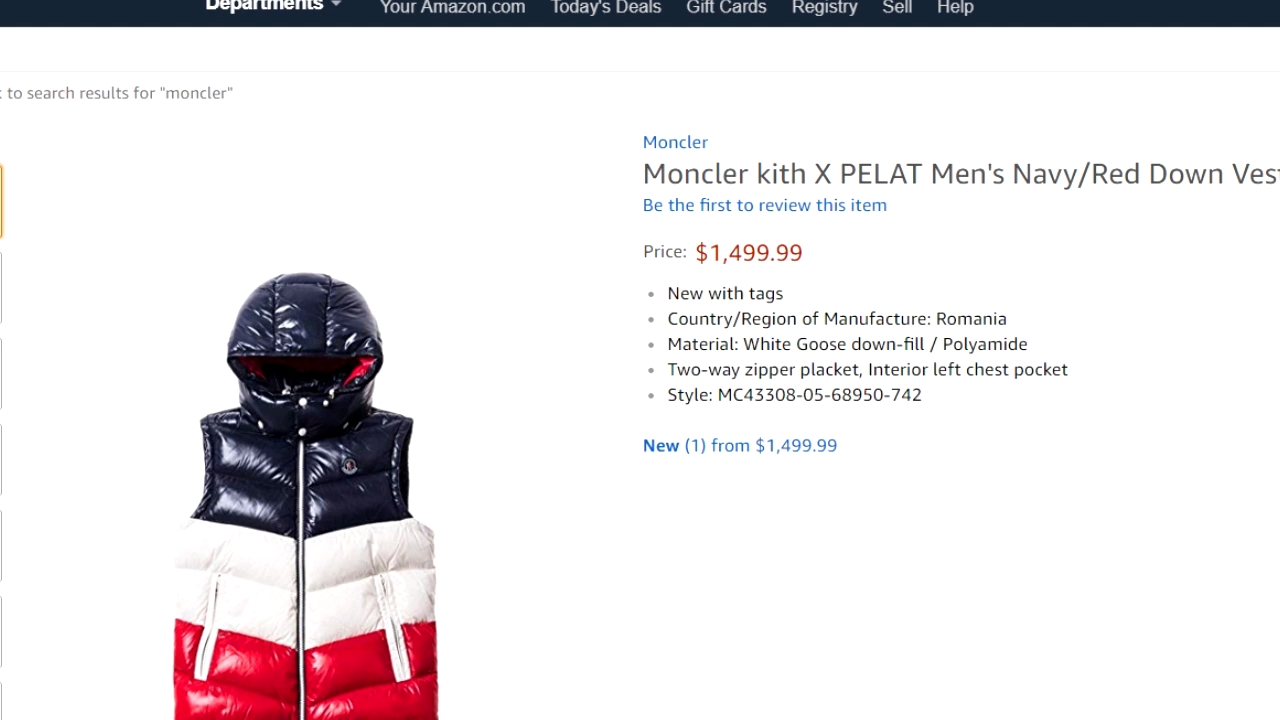 Departments
Your Amazon.com Today's Deals Gift Cards Registry Sell Help
to search results for "moncler"
Moncler
Moncler kith X PELAT Men's Navy/Red Down Vest
Be the first to review this item
Price: $1,499.99
New with tags
Country/Region of Manufacture: Romania
Material: White Goose down-fill / Polyamide
Two-way zipper placket, Interior left chest pocket
Style: MC43308-05-68950-742
New (1) from $1,499.99